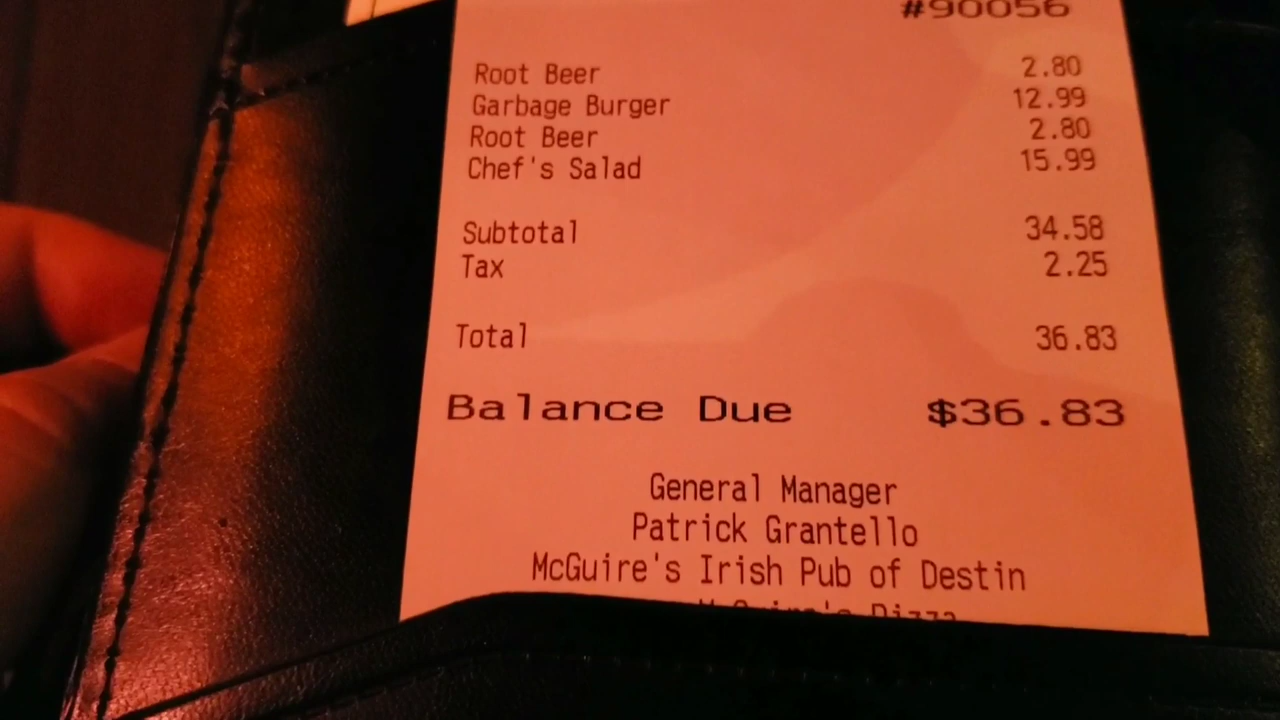 #90056
Root Beer 2.80
Garbage Burger 12.99
Root Beer 2.80
Chef's Salad 15.99
Subtotal 34.58
Tax 2.25
Total 36.83
Balance Due $36.83
General Manager
Patrick Grantello
McGuire's Irish Pub of Destin